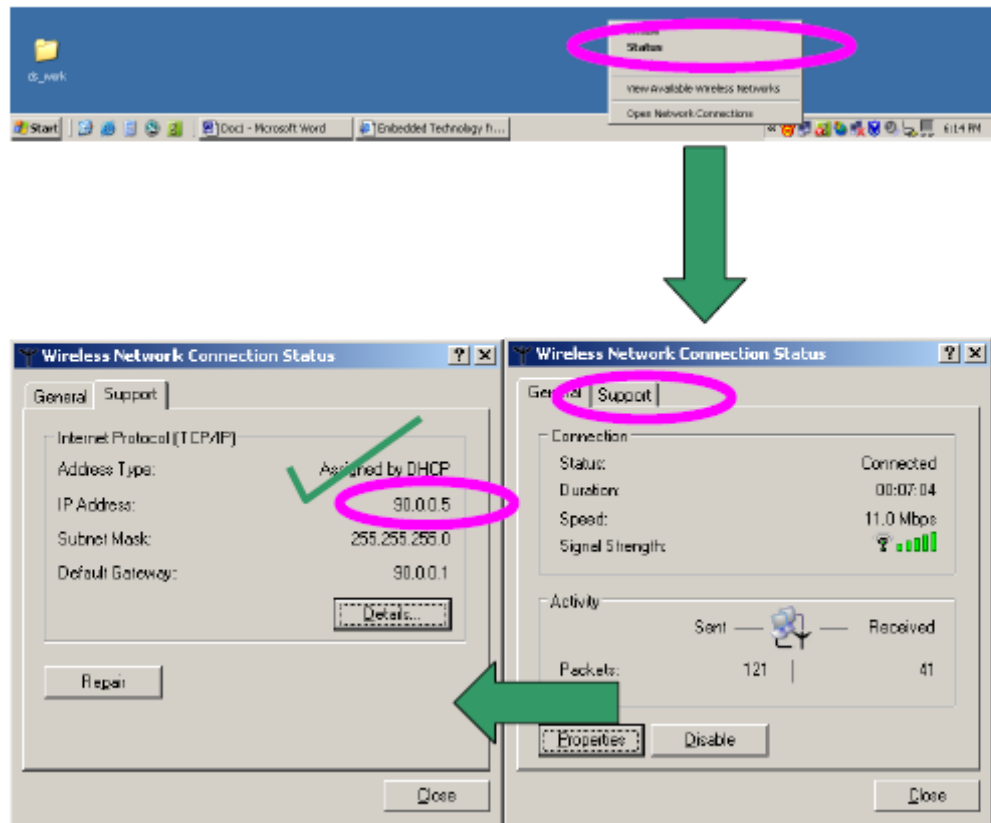 Status
View Available Wireless Networks
Open Network Connections
ds_work
Start
Doc1 - Microsoft Word
Embedded Technology fr...
6:14 PM
Wireless Network Connection Status
General
Support
Internet Protocol (TCP/IP)
Address Type: Assigned by DHCP
IP Address: 90.0.0.5
Subnet Mask: 255.255.255.0
Default Gateway: 90.0.0.1
Details...
Repair
Close
Wireless Network Connection Status
General
Support
Connection
Status: Connected
Duration: 00:07:04
Speed: 11.0 Mbps
Signal Strength:
Activity
Sent — — Received
Packets: 121 41
Properties
Disable
Close